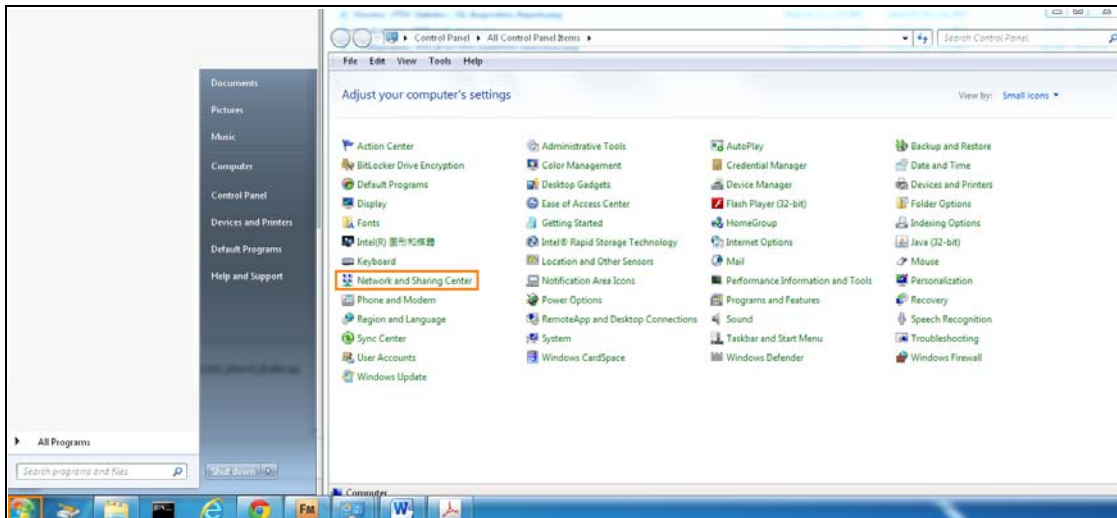 Control Panel ▸ All Control Panel Items ▸
Search Control Panel
File Edit View Tools Help
Adjust your computer's settings
View by: Small icons
Action Center
Administrative Tools
AutoPlay
Backup and Restore
BitLocker Drive Encryption
Color Management
Credential Manager
Date and Time
Default Programs
Desktop Gadgets
Device Manager
Devices and Printers
Display
Ease of Access Center
Flash Player (32-bit)
Folder Options
Fonts
Getting Started
HomeGroup
Indexing Options
Intel(R) 圖形和媒體
Intel® Rapid Storage Technology
Internet Options
Java (32-bit)
Keyboard
Location and Other Sensors
Mail
Mouse
Network and Sharing Center
Notification Area Icons
Performance Information and Tools
Personalization
Phone and Modem
Power Options
Programs and Features
Recovery
Region and Language
RemoteApp and Desktop Connections
Sound
Speech Recognition
Sync Center
System
Taskbar and Start Menu
Troubleshooting
User Accounts
Windows CardSpace
Windows Defender
Windows Firewall
Windows Update
Computer
Documents
Pictures
Music
Computer
Control Panel
Devices and Printers
Default Programs
Help and Support
All Programs
Search programs and files
Shut down
FM
W